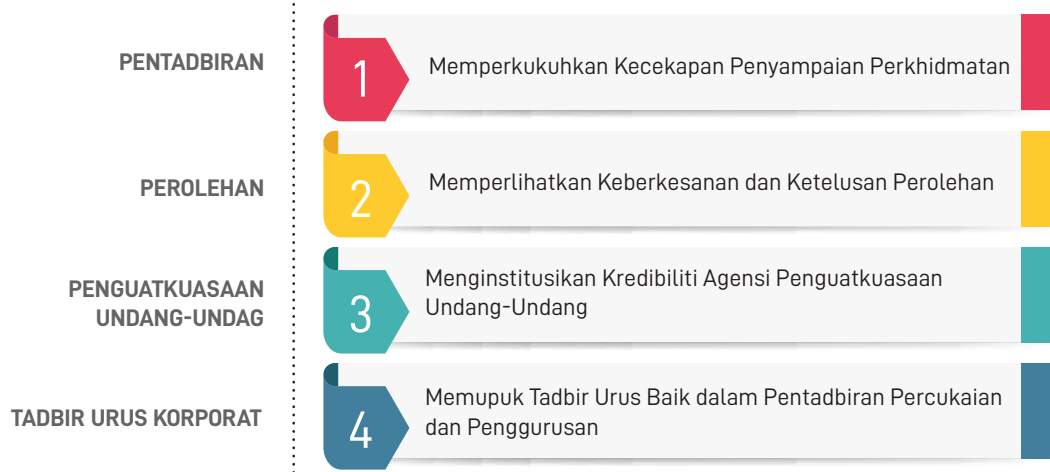 PENTADBIRAN
1
Memperkukuhkan Kecekapan Penyampaian Perkhidmatan
PEROLEHAN
2
Memperlihatkan Keberkesanan dan Ketelusan Perolehan
PENGUATKUASAAN
UNDANG-UNDAG
3
Menginstitusikan Kredibiliti Agensi Penguatkuasaan
Undang-Undang
TADBIR URUS KORPORAT
4
Memupuk Tadbir Urus Baik dalam Pentadbiran Percukaian
dan Penggurusan